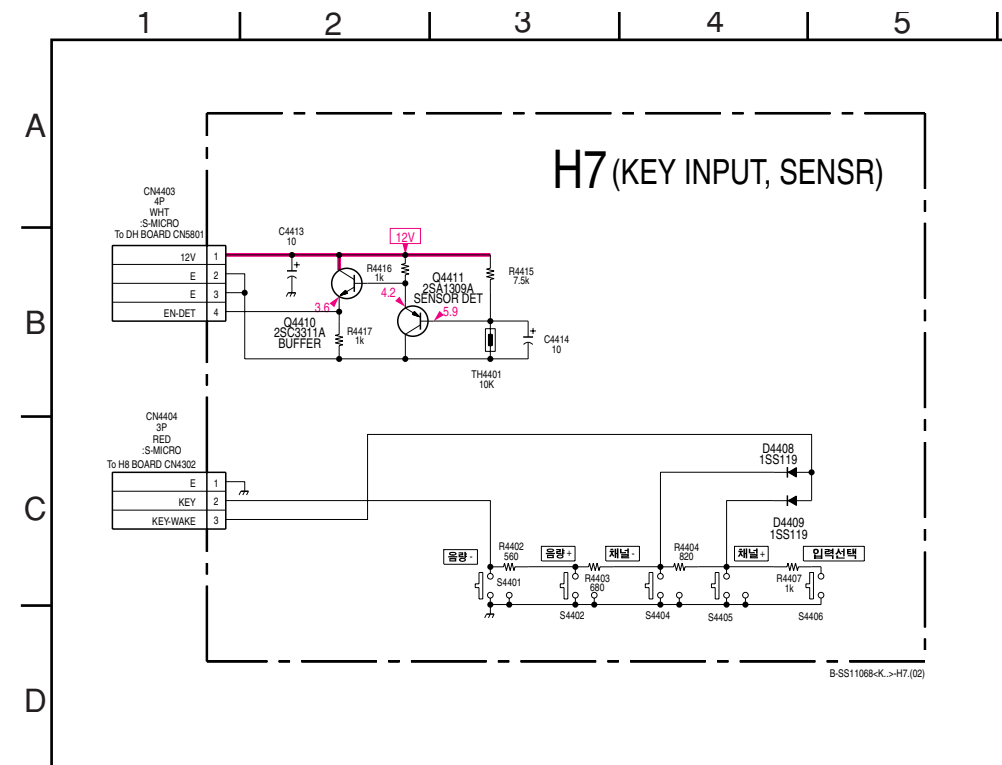 1 2 3 4 5
A
H7 (KEY INPUT, SENSR)
CN4403
4P
WHT
:S-MICRO
To DH BOARD CN5801
12V 1
E 2
E 3
EN-DET 4
C4413
10
12V
R4416
1k
Q4411
2SA1309A
SENSOR DET
R4415
7.5k
4.2
3.6
5.9
B
Q4410
2SC3311A
BUFFER
R4417
1k
C4414
10
TH4401
10K
CN4404
3P
RED
:S-MICRO
To H8 BOARD CN4302
E 1
KEY 2
KEY-WAKE 3
C
D4408
1SS119
D4409
1SS119
음량 -
R4402
560
음량 +
채널 -
R4404
820
채널 +
입력선택
S4401
R4403
680
R4407
1k
S4402
S4404
S4405
S4406
B-SS11068<K..>-H7.(02)
D